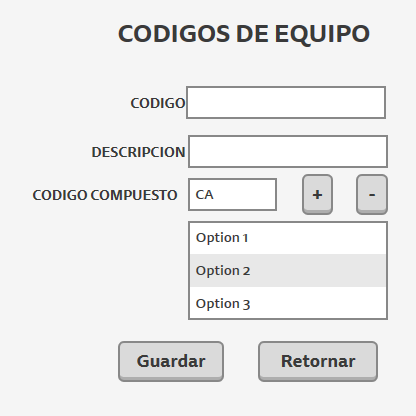 CODIGOS DE EQUIPO
CODIGO
DESCRIPCION
CODIGO COMPUESTO CA + -
Option 1
Option 2
Option 3
Guardar Retornar